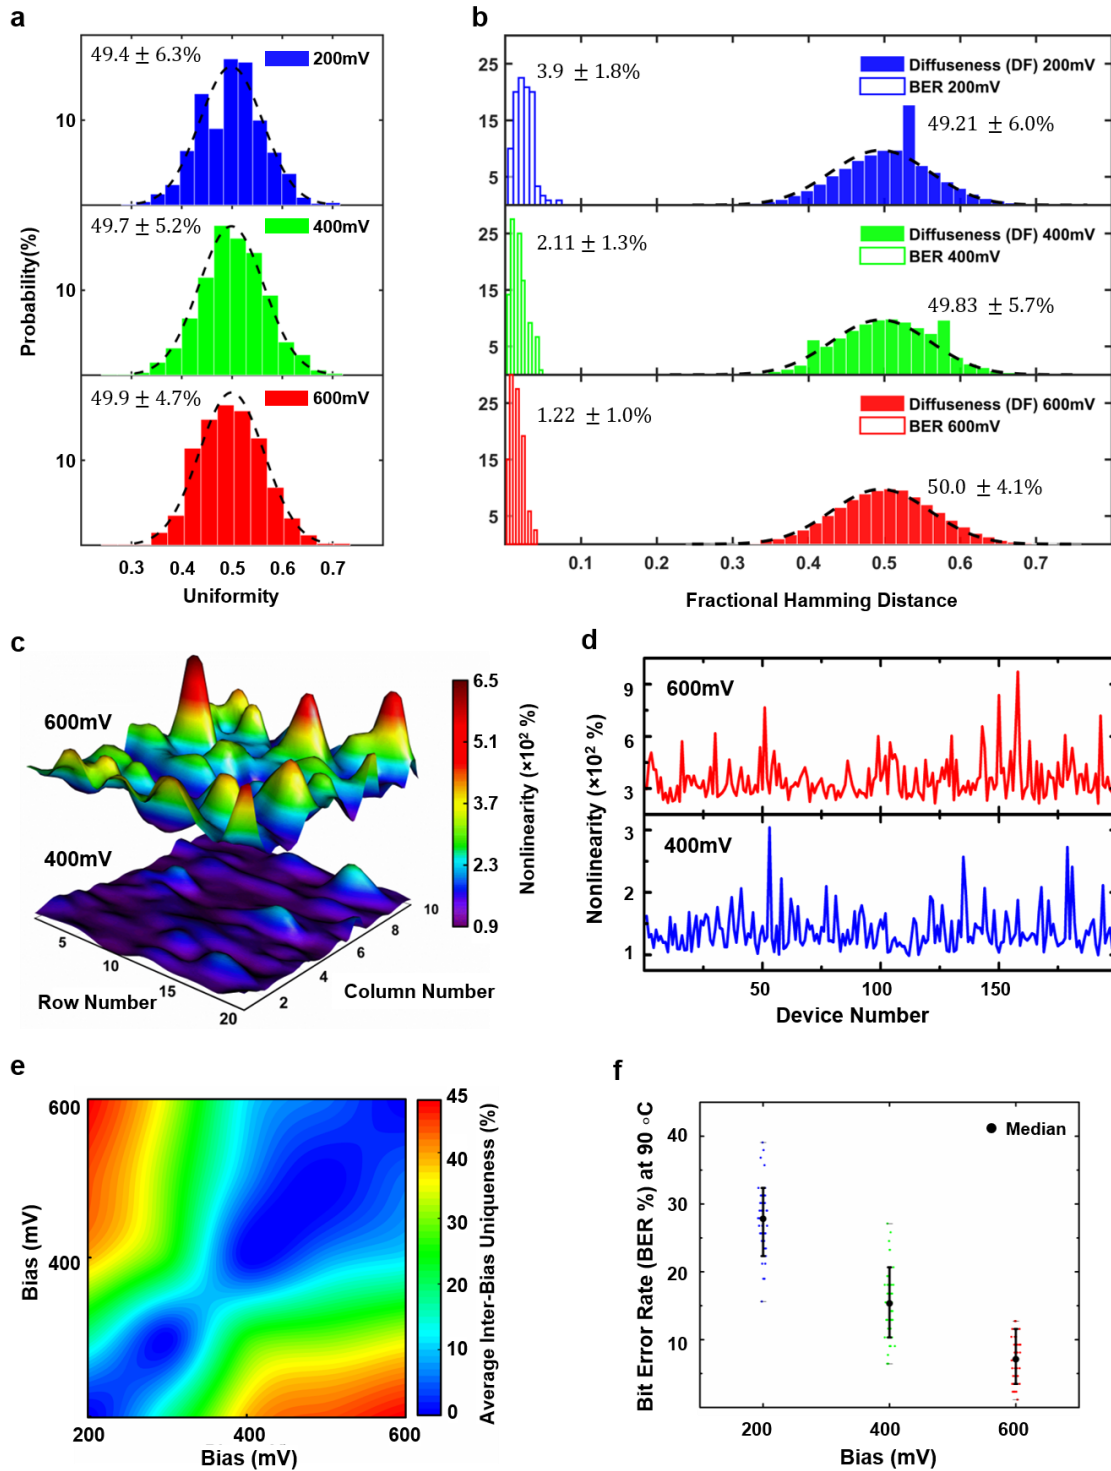 a
49.4 ± 6.3%
200mV
10
49.7 ± 5.2%
400mV
10
49.9 ± 4.7%
600mV
10
Probability(%)
0.3 0.4 0.5 0.6 0.7
Uniformity
b
25
15
5
3.9 ± 1.8%
Diffuseness (DF) 200mV
BER 200mV
49.21 ± 6.0%
25
15
5
2.11 ± 1.3%
Diffuseness (DF) 400mV
BER 400mV
49.83 ± 5.7%
25
15
5
1.22 ± 1.0%
Diffuseness (DF) 600mV
BER 600mV
50.0 ± 4.1%
0.1 0.2 0.3 0.4 0.5 0.6 0.7
Fractional Hamming Distance
c
600mV
400mV
5 10 15 20
Row Number
2 4 6 8 10
Column Number
6.5
5.1
3.7
2.3
0.9
Nonlinearity (×10² %)
d
600mV
9
6
3
400mV
3
2
1
Nonlinearity (×10² %)
50 100 150
Device Number
e
600
400
Bias (mV)
200 400 600
Bias (mV)
45
40
30
20
10
0
Average Inter-Bias Uniqueness (%)
f
Median
40
30
20
10
Bit Error Rate (BER %) at 90 °C
200 400 600
Bias (mV)